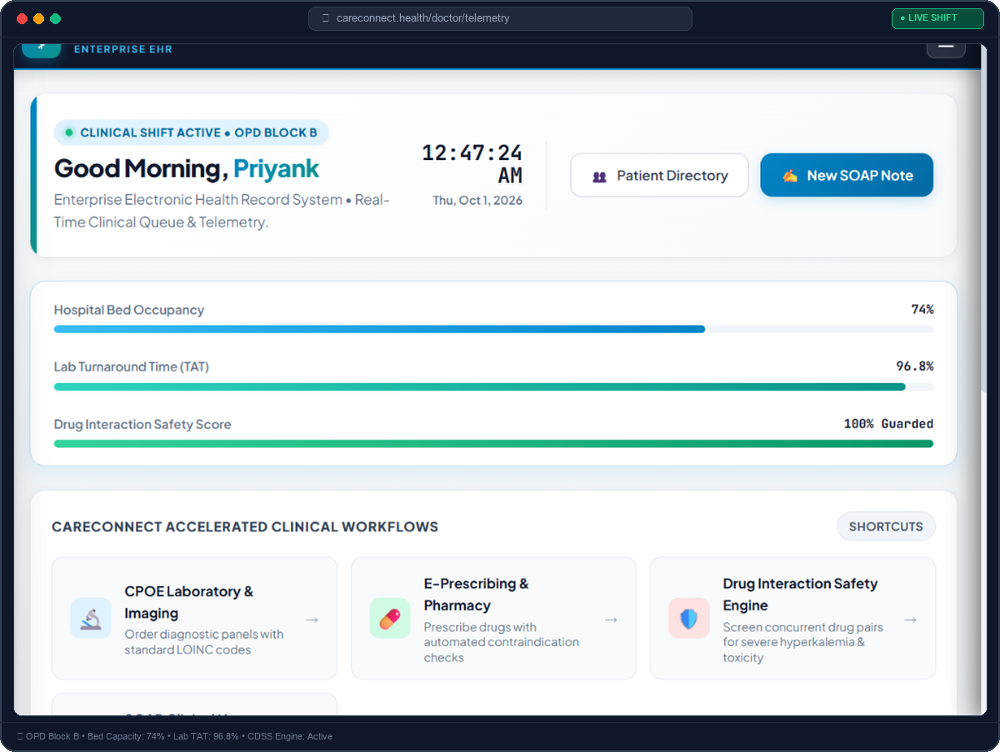 careconnect.health/doctor/telemetry
● LIVE SHIFT
ENTERPRISE EHR
CLINICAL SHIFT ACTIVE ● OPD BLOCK B
Good Morning, Priyank
Enterprise Electronic Health Record System • Real-
Time Clinical Queue & Telemetry.
12:47:24
AM
Thu, Oct 1, 2026
Patient Directory
New SOAP Note
Hospital Bed Occupancy
74%
Lab Turnaround Time (TAT)
96.8%
Drug Interaction Safety Score
100% Guarded
CARECONNECT ACCELERATED CLINICAL WORKFLOWS
SHORTCUTS
CPOE Laboratory &
Imaging
Order diagnostic panels with
standard LOINC codes
→
E-Prescribing &
Pharmacy
Prescribe drugs with
automated contraindication
checks
→
Drug Interaction Safety
Engine
Screen concurrent drug pairs
for severe hyperkalemia &
toxicity
→
OPD Block B • Bed Capacity: 74% • Lab TAT: 96.8% • CDSS Engine: Active